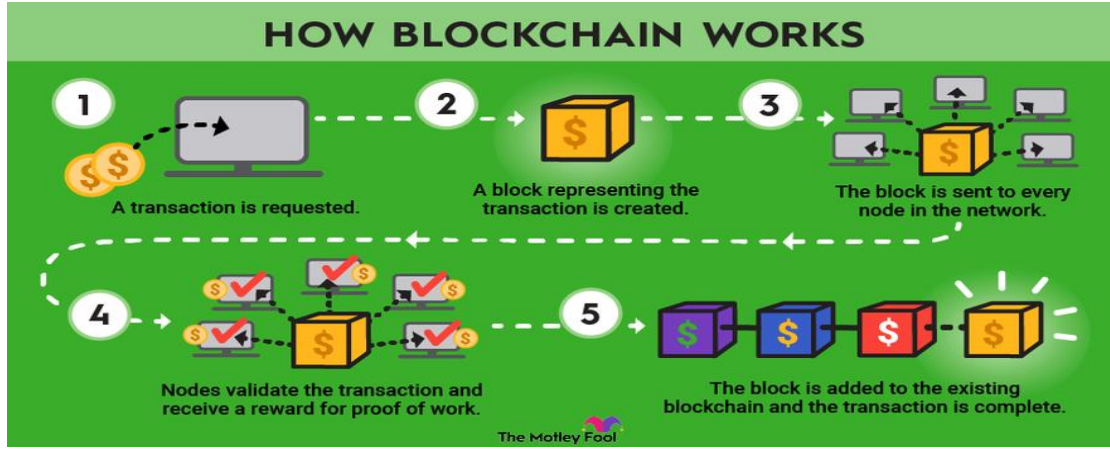 HOW BLOCKCHAIN WORKS
1
A transaction is requested.
2
$
A block representing the
transaction is created.
3
$
The block is sent to every
node in the network.
4
$
Nodes validate the transaction and
receive a reward for proof of work.
5
$ $ $ $
The block is added to the existing
blockchain and the transaction is complete.
The Motley Fool